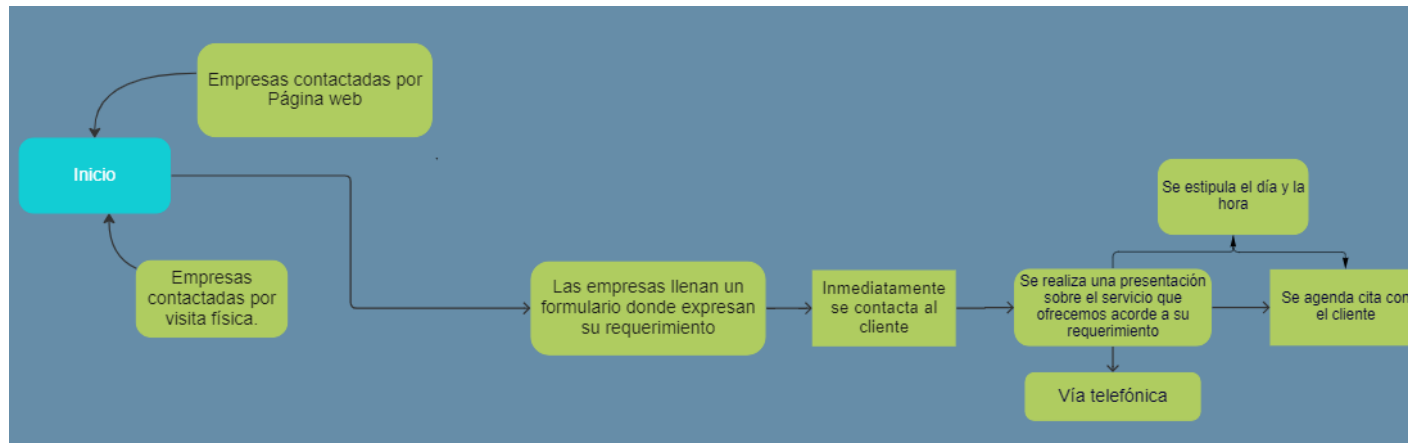 Empresas contactadas por
Página web
Inicio
Empresas
contactadas por
visita física.
Las empresas llenan un
formulario donde expresan
su requerimiento
Inmediatamente
se contacta al
cliente
Se realiza una presentación
sobre el servicio que
ofrecemos acorde a su
requerimiento
Vía telefónica
Se estipula el día y la
hora
Se agenda cita con
el cliente